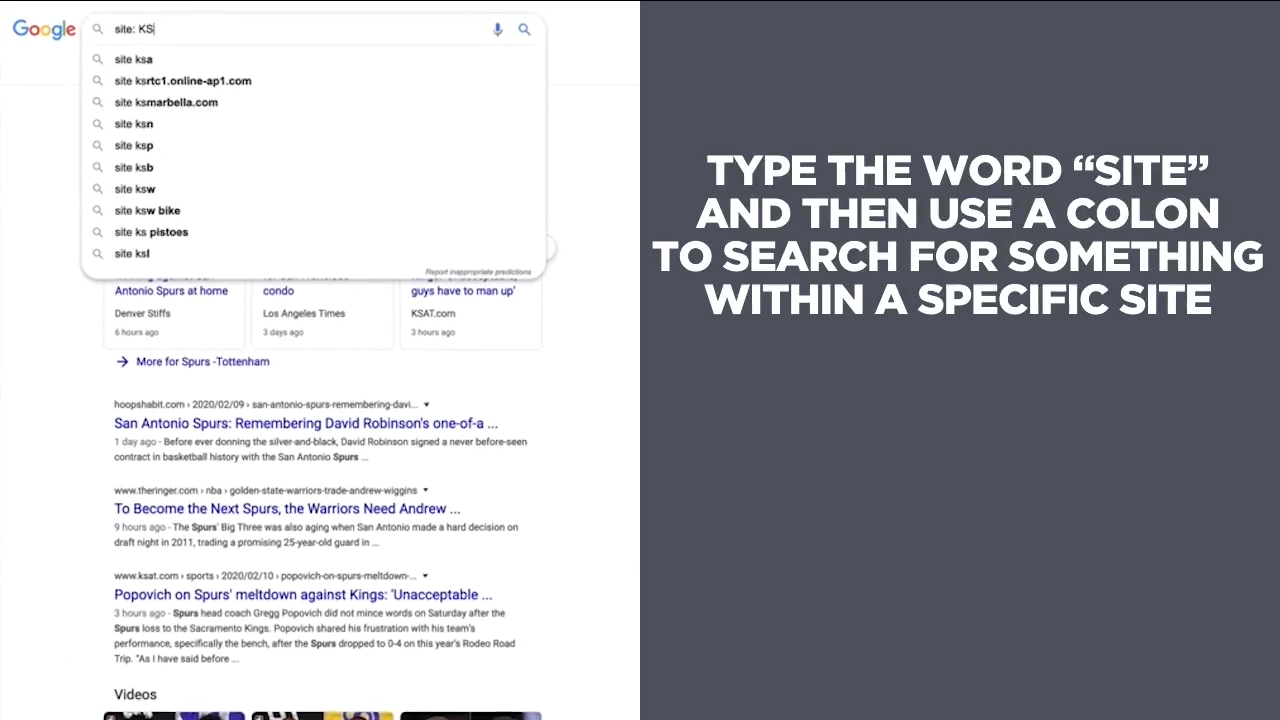 Google
site: KS
site ksa
site ksrtc1.online-ap1.com
site ksmarbella.com
site ksn
site ksp
site ksb
site ksw
site ksw bike
site ks pistoes
site ksl
Report inappropriate predictions
Antonio Spurs at home
Denver Stiffs
6 hours ago
condo
Los Angeles Times
3 days ago
guys have to man up'
KSAT.com
3 hours ago
More for Spurs -Tottenham
hoopshabit.com › 2020/02/09 › san-antonio-spurs-remembering-davi...
San Antonio Spurs: Remembering David Robinson's one-of-a ...
1 day ago - Before ever donning the silver-and-black, David Robinson signed a never before-seen
contract in basketball history with the San Antonio Spurs ...
www.theringer.com › nba › golden-state-warriors-trade-andrew-wiggins
To Become the Next Spurs, the Warriors Need Andrew ...
9 hours ago - The Spurs' Big Three was also aging when San Antonio made a hard decision on
draft night in 2011, trading a promising 25-year-old guard in ...
www.ksat.com › sports › 2020/02/10 › popovich-on-spurs-meltdown-...
Popovich on Spurs' meltdown against Kings: 'Unacceptable ...
3 hours ago - Spurs head coach Gregg Popovich did not mince words on Saturday after the
Spurs loss to the Sacramento Kings. Popovich shared his frustration with his team's
performance, specifically the bench, after the Spurs dropped to 0-4 on this year's Rodeo Road
Trip. "As I have said before ...
Videos
TYPE THE WORD “SITE”
AND THEN USE A COLON
TO SEARCH FOR SOMETHING
WITHIN A SPECIFIC SITE